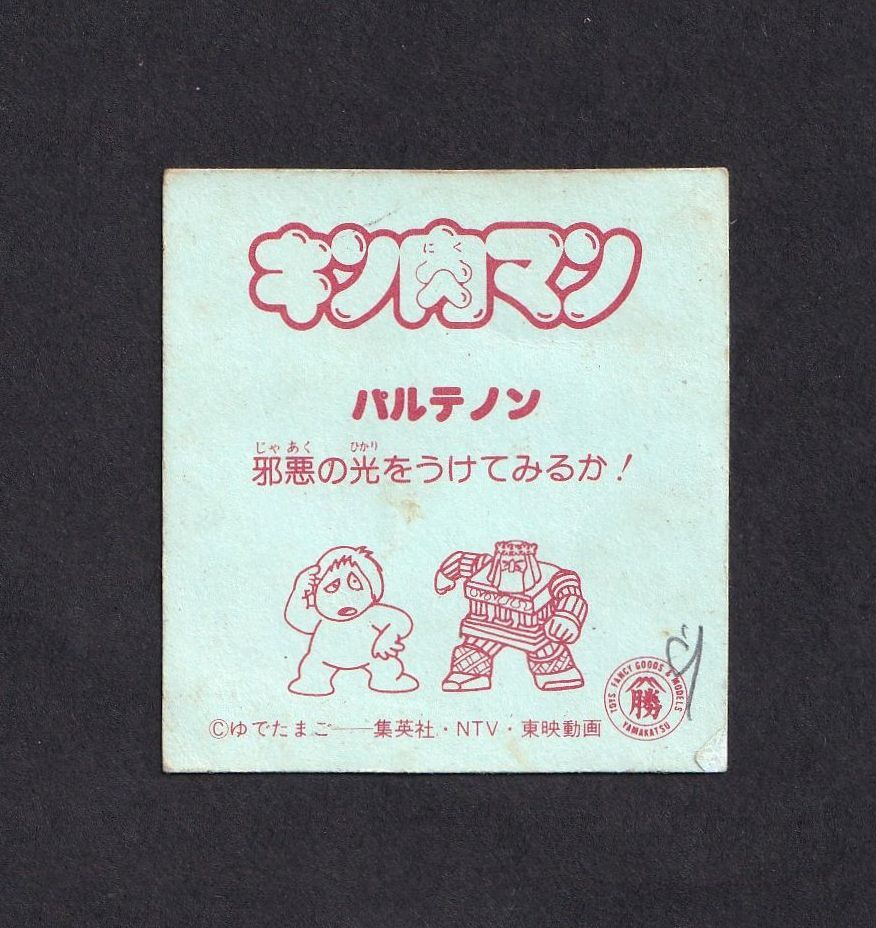 キン肉マン
にく
パルテノン
じゃあく ひかり
邪悪の光をうけてみるか!
TOYS FANCY GOODS & MODELS
勝
YAMAKATSU
©ゆでたまご——集英社・NTV・東映動画